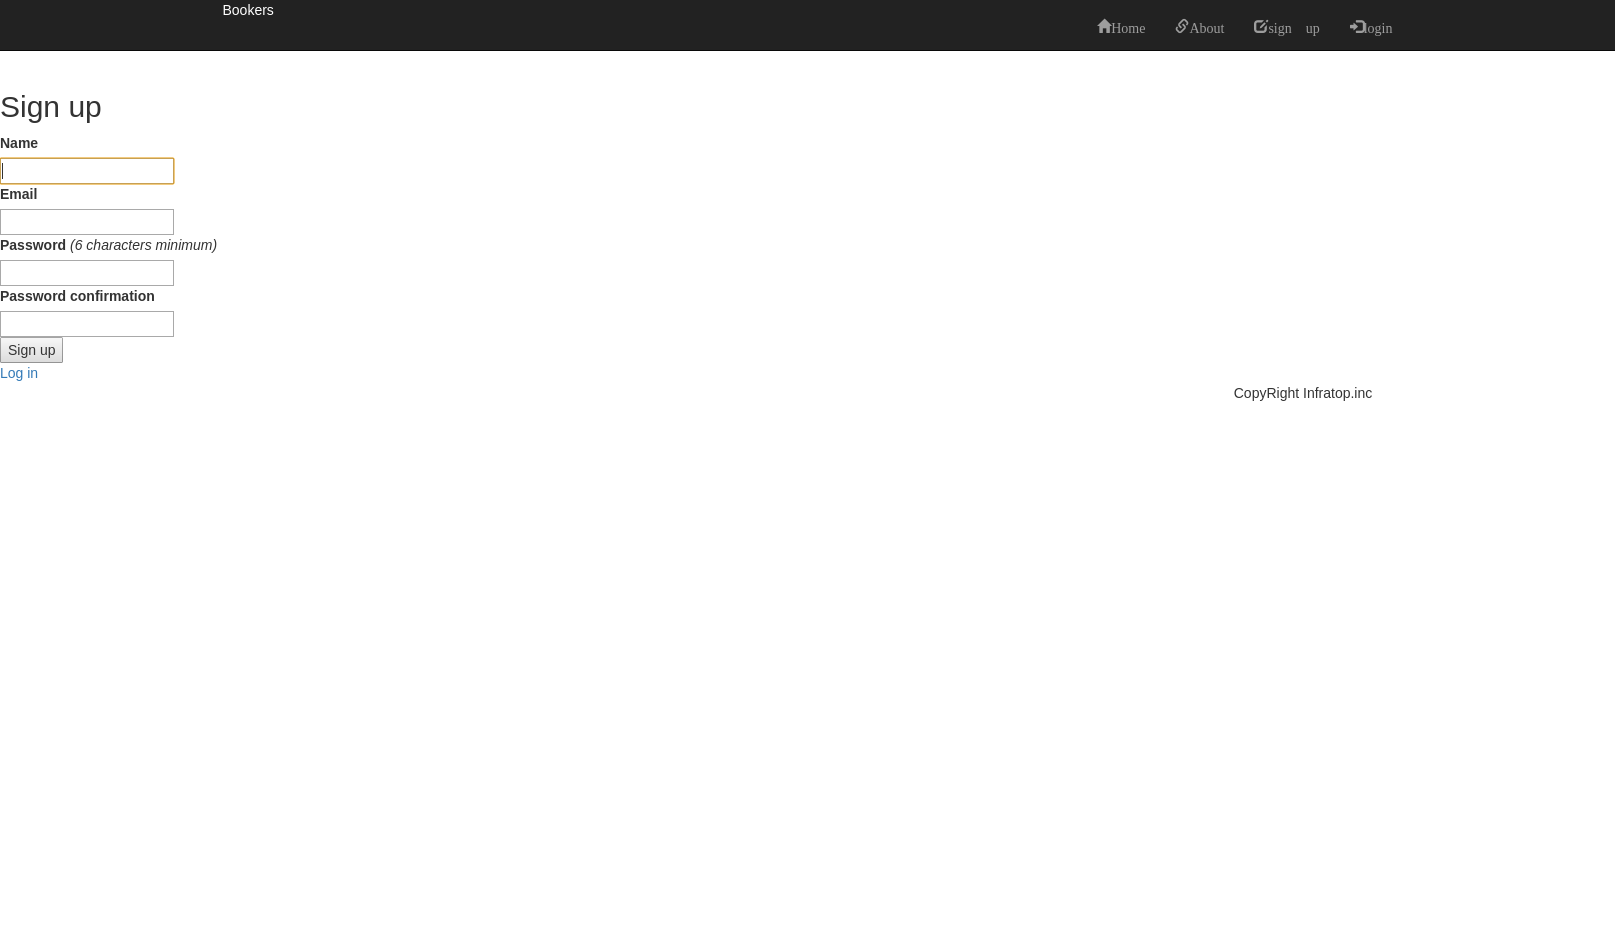 Bookers
Home About sign up login
Sign up
Name
Email
Password (6 characters minimum)
Password confirmation
Sign up
Log in
CopyRight Infratop.inc